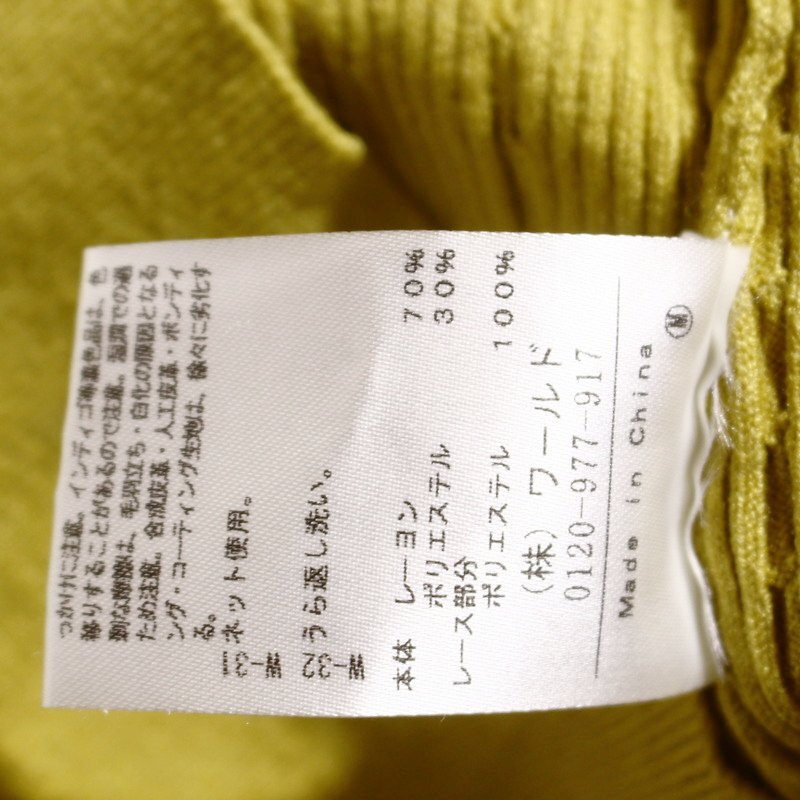 つかけに注意。インディゴ等濃色品は、色
移りすることがあるので注意。湿潤での過
剰な摩擦は、毛羽立ち・白化の原因となる
ため注意。合成皮革・人工皮革・ボンディ
ング・コーティング生地は、徐々に劣化す
る。
ネット使用。
うら返し洗い。
本体 レーヨン 70%
ポリエステル 30%
レース部分
ポリエステル 100%
(株) ワールド
0120-977-917
Made in China
M